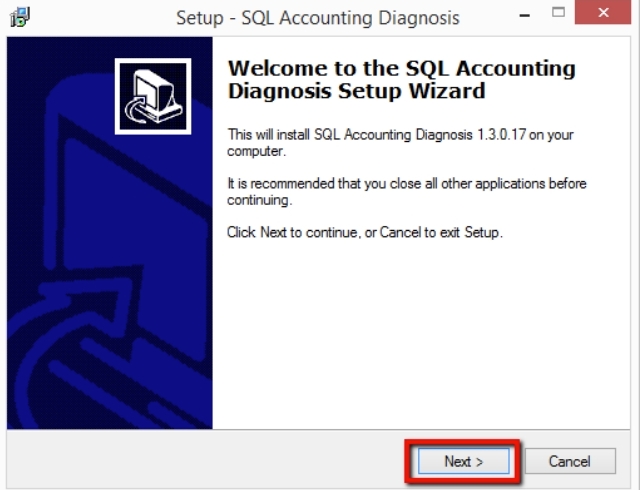 Setup - SQL Accounting Diagnosis
Welcome to the SQL Accounting
Diagnosis Setup Wizard
This will install SQL Accounting Diagnosis 1.3.0.17 on your
computer.
It is recommended that you close all other applications before
continuing.
Click Next to continue, or Cancel to exit Setup.
Next >
Cancel